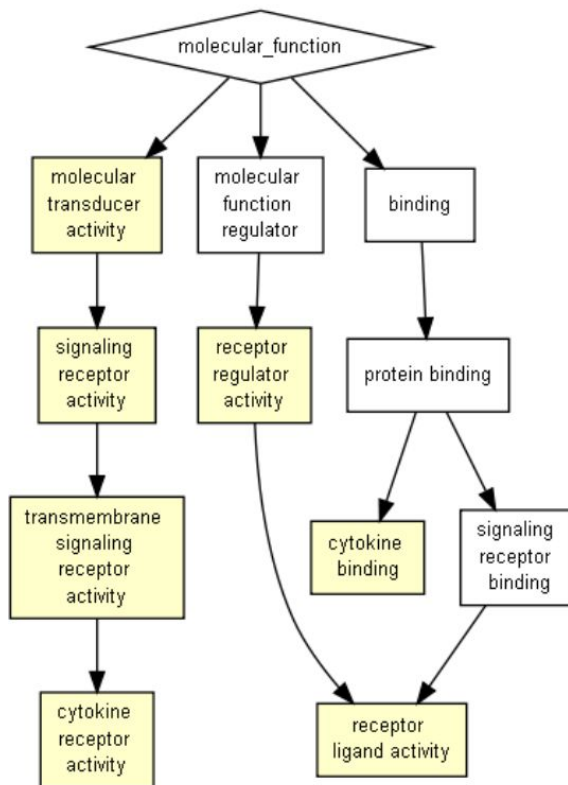 molecular_function
molecular
transducer
activity
molecular
function
regulator
binding
signaling
receptor
activity
receptor
regulator
activity
protein binding
transmembrane
signaling
receptor
activity
cytokine
binding
signaling
receptor
binding
cytokine
receptor
activity
receptor
ligand activity